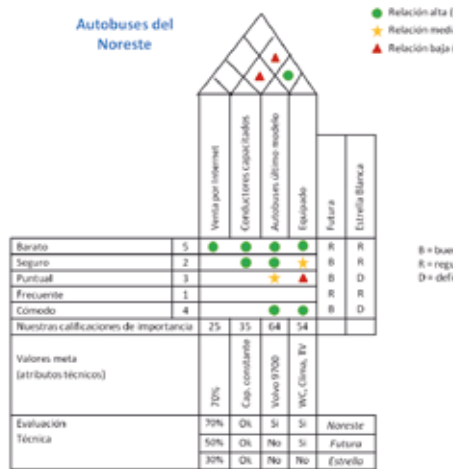 Autobuses del
Noreste
Relación alta (
Relación medi
Relación baja
Venta por Internet
Conductores capacitados
Autobuses último modelo
Equipado
Futura
Estrella Blanca
Barato 5 R R
Seguro 2 B R
Puntual 3 B D
Frecuente 1 R R
Cómodo 4 B D
Nuestras calificaciones de importancia 25 35 64 54
B = bue
R = regu
D = defi
Valores meta
(atributos técnicos)
70%
Cap. constante
Volvo 9700
WC, Clima, TV
Evaluación
Técnica
70% Ok Si Si Noreste
50% Ok No Si Futura
30% Ok No No Estrella